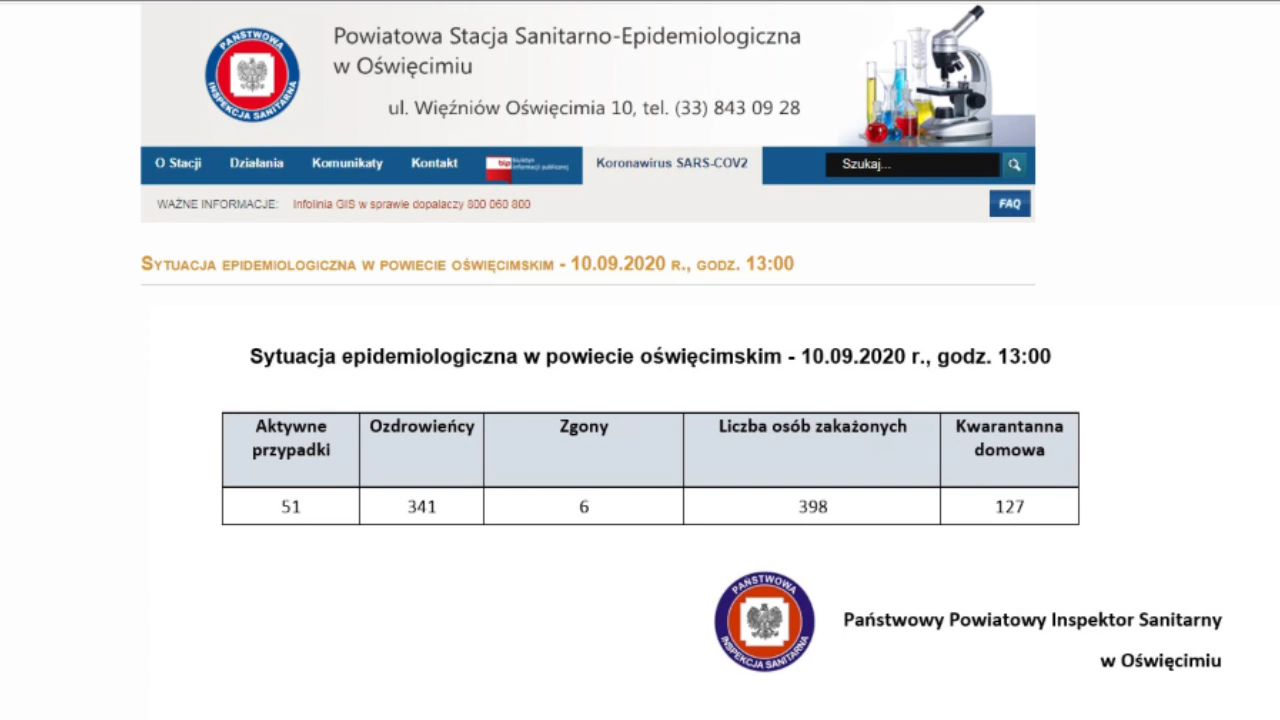 PAŃSTWOWA
INSPEKCJA SANITARNA
Powiatowa Stacja Sanitarno-Epidemiologiczna
w Oświęcimiu
ul. Więźniów Oświęcimia 10, tel. (33) 843 09 28
O Stacji Działania Komunikaty Kontakt bip biuletyn informacji publicznej Koronawirus SARS-COV2 Szukaj...
WAŻNE INFORMACJE: Infolinia GIS w sprawie dopalaczy 800 060 800 FAQ
SYTUACJA EPIDEMIOLOGICZNA W POWIECIE OŚWIĘCIMSKIM - 10.09.2020 R., GODZ. 13:00
Sytuacja epidemiologiczna w powiecie oświęcimskim - 10.09.2020 r., godz. 13:00
Aktywne przypadki Ozdrowieńcy Zgony Liczba osób zakażonych Kwarantanna domowa
51 341 6 398 127
PAŃSTWOWA
INSPEKCJA SANITARNA
Państwowy Powiatowy Inspektor Sanitarny
w Oświęcimiu